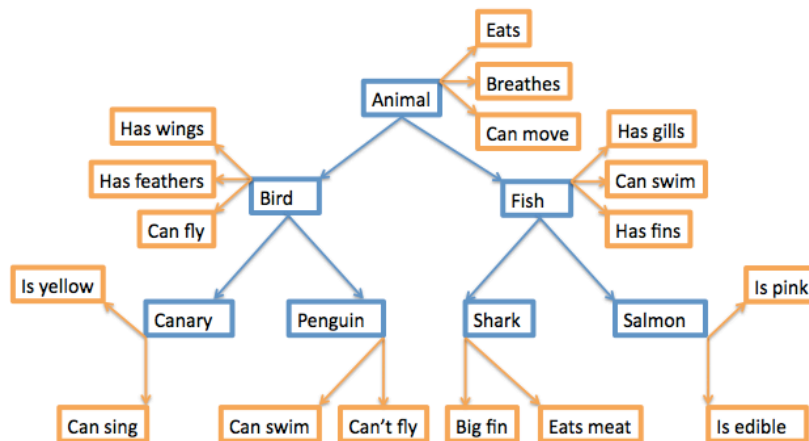 Eats
Animal
Breathes
Can move
Has wings
Has feathers
Can fly
Bird
Fish
Has gills
Can swim
Has fins
Is yellow
Canary
Penguin
Shark
Salmon
Is pink
Can sing
Can swim
Can't fly
Big fin
Eats meat
Is edible